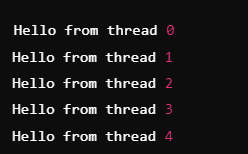 Hello from thread 0
Hello from thread 1
Hello from thread 2
Hello from thread 3
Hello from thread 4